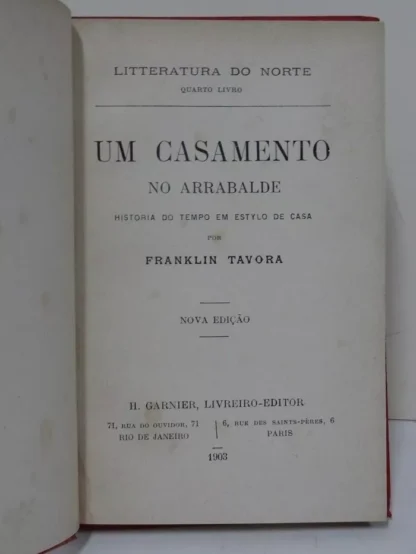 LITTERATURA DO NORTE
QUARTO LIVRO
UM CASAMENTO
NO ARRABALDE
HISTORIA DO TEMPO EM ESTYLO DE CASA
POR
FRANKLIN TAVORA
NOVA EDIÇÃO
H. GARNIER, LIVREIRO-EDITOR
71, RUA DO OUVIDOR, 71
RIO DE JANEIRO
6, RUE DES SAINTS-PÈRES, 6
PARIS
1903